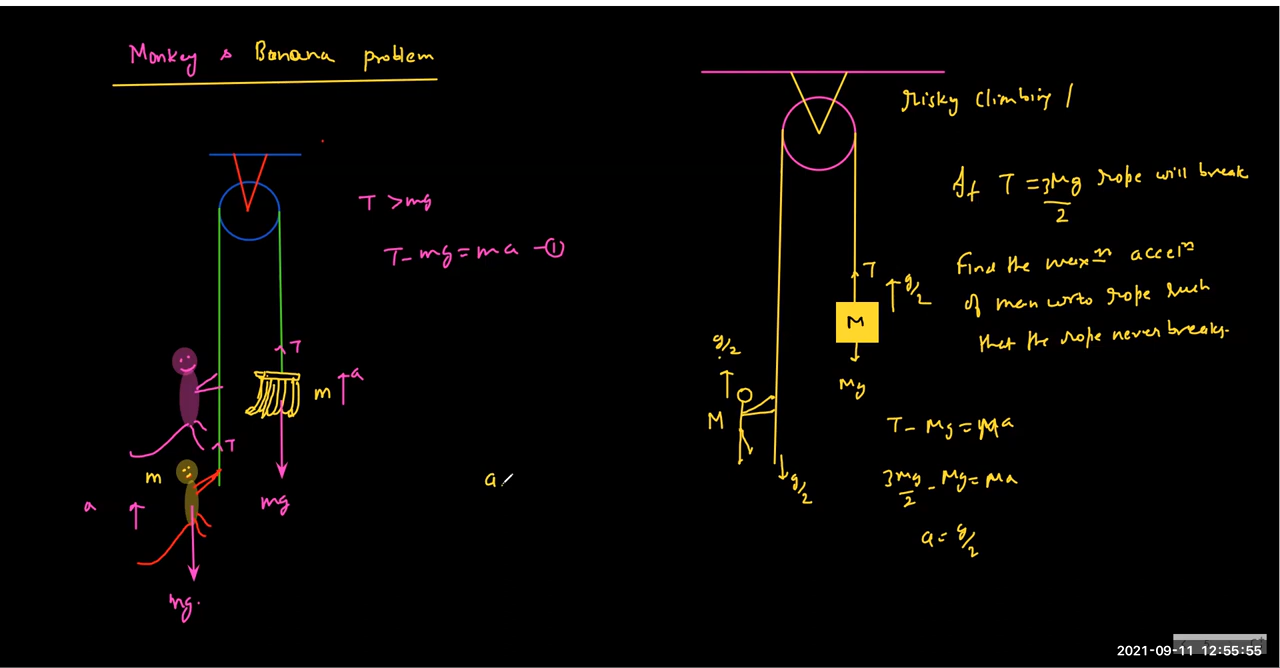 Monkey & Banana problem
T > mg
T - mg = ma -①
T
m
a
T
m
a
mg
mg
a
Risky Climbing /
If T = 3Mg/2 rope will break
Find the maxm acceln
of man wrto rope such
that the rope never breaks.
T
g/2
M
Mg
g/2
M
g/2
T - Mg = Ma
3Mg/2 - Mg = Ma
a = g/2
2021-09-11 12:55:55